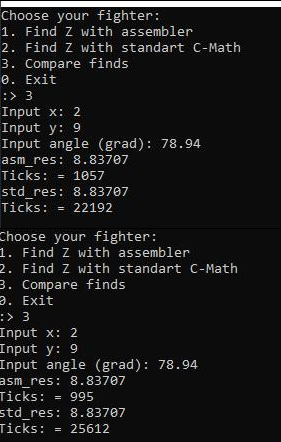 Choose your fighter:
1. Find Z with assembler
2. Find Z with standart C-Math
3. Compare finds
0. Exit
:> 3
Input x: 2
Input y: 9
Input angle (grad): 78.94
asm_res: 8.83707
Ticks: = 1057
std_res: 8.83707
Ticks: = 22192
Choose your fighter:
1. Find Z with assembler
2. Find Z with standart C-Math
3. Compare finds
0. Exit
:> 3
Input x: 2
Input y: 9
Input angle (grad): 78.94
asm_res: 8.83707
Ticks: = 995
std_res: 8.83707
Ticks: = 25612